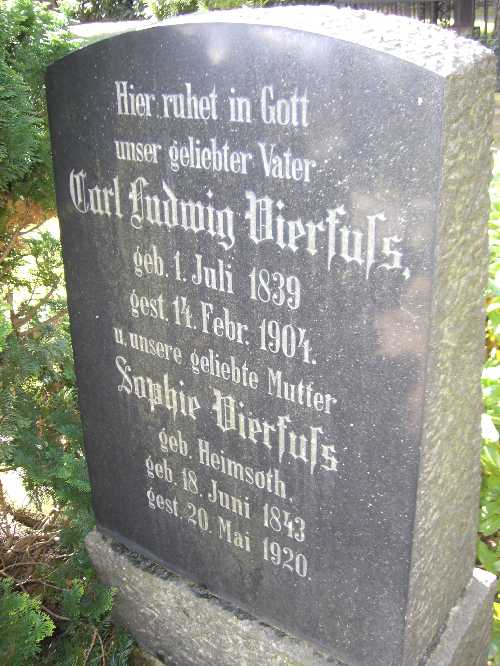 Hier ruhet in Gott
unser geliebter Vater
Carl Ludwig Vierfuſs,
geb. 1. Juli 1839
gest. 14. Febr. 1904.
u. unsere geliebte Mutter
Sophie Vierfuſs
geb. Heimsoth,
geb. 18. Juni 1843
gest. 20. Mai 1920.